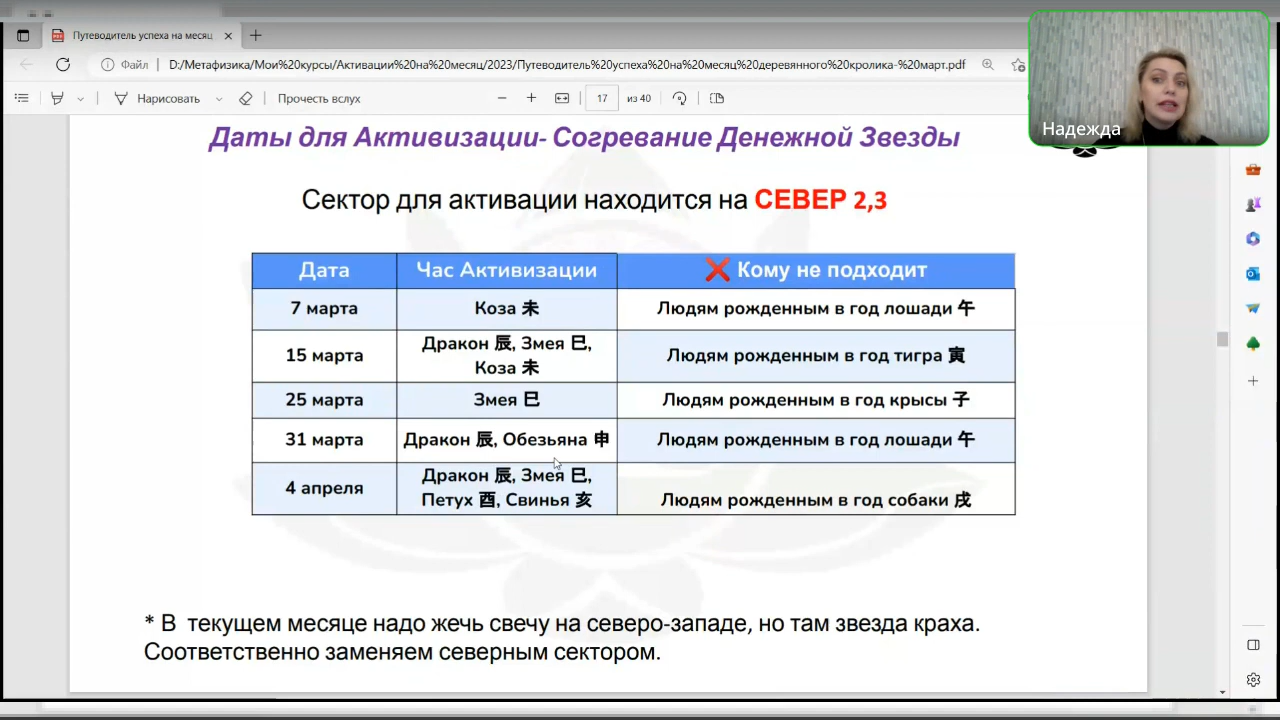 Путеводитель успеха на месяц
Файл
D:/Метафизика/Мои%20курсы/Активации%20на%20месяц/2023/Путеводитель%20успеха%20на%20месяц%20деревянного%20кролика-%20март.pdf
Нарисовать
Прочесть вслух
17 из 40
Надежда
Даты для Активизации- Согревание Денежной Звезды
Сектор для активации находится на СЕВЕР 2,3
Дата Час Активизации ❌ Кому не подходит
7 марта Коза 未 Людям рожденным в год лошади 午
15 марта Дракон 辰, Змея 巳, Коза 未 Людям рожденным в год тигра 寅
25 марта Змея 巳 Людям рожденным в год крысы 子
31 марта Дракон 辰, Обезьяна 申 Людям рожденным в год лошади 午
4 апреля Дракон 辰, Змея 巳, Петух 酉, Свинья 亥 Людям рожденным в год собаки 戌
* В текущем месяце надо жечь свечу на северо-западе, но там звезда краха.
Соответственно заменяем северным сектором.